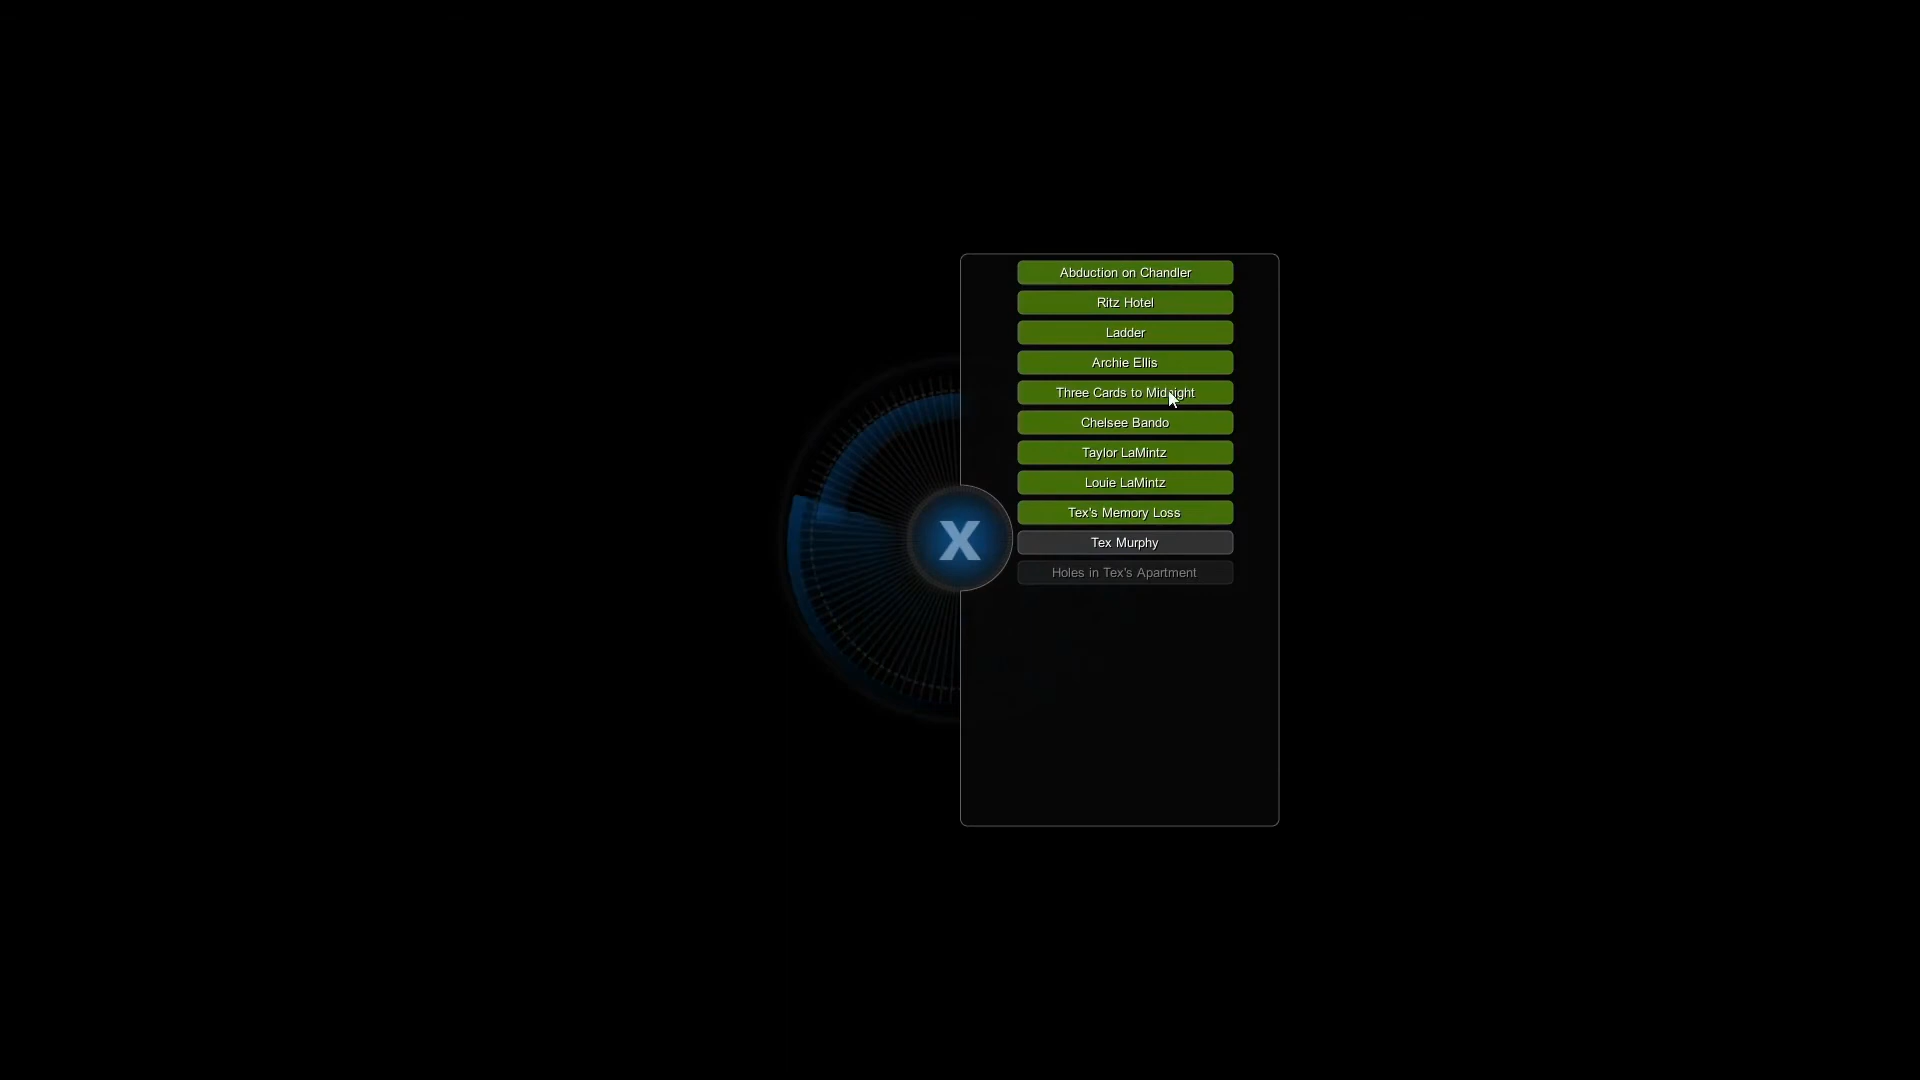 Abduction on Chandler
Ritz Hotel
Ladder
Archie Ellis
Three Cards to Midnight
Chelsee Bando
Taylor LaMintz
Louie LaMintz
Tex's Memory Loss
X
Tex Murphy
Holes in Tex's Apartment